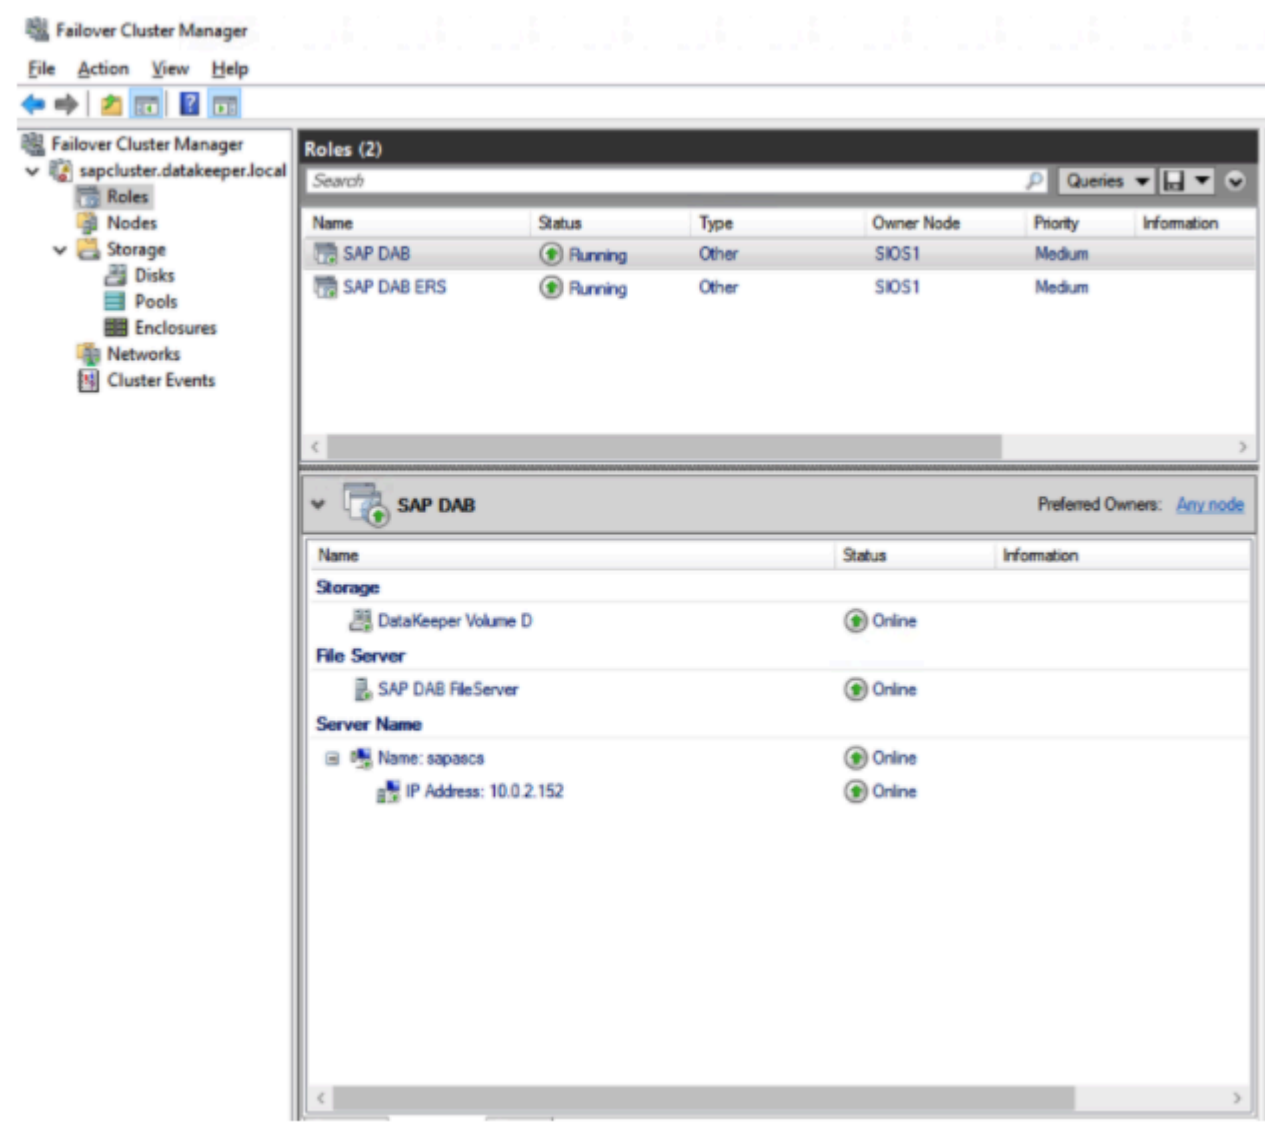 Failover Cluster Manager
File Action View Help
Failover Cluster Manager
sapcluster.datakeeper.local
Roles
Nodes
Storage
Disks
Pools
Enclosures
Networks
Cluster Events
Roles (2)
Search Queries
Name Status Type Owner Node Priority Information
SAP DAB Running Other SIOS1 Medium
SAP DAB ERS Running Other SIOS1 Medium
SAP DAB Preferred Owners: Any node
Name Status Information
Storage
DataKeeper Volume D Online
File Server
SAP DAB FileServer Online
Server Name
Name: sapascs Online
IP Address: 10.0.2.152 Online